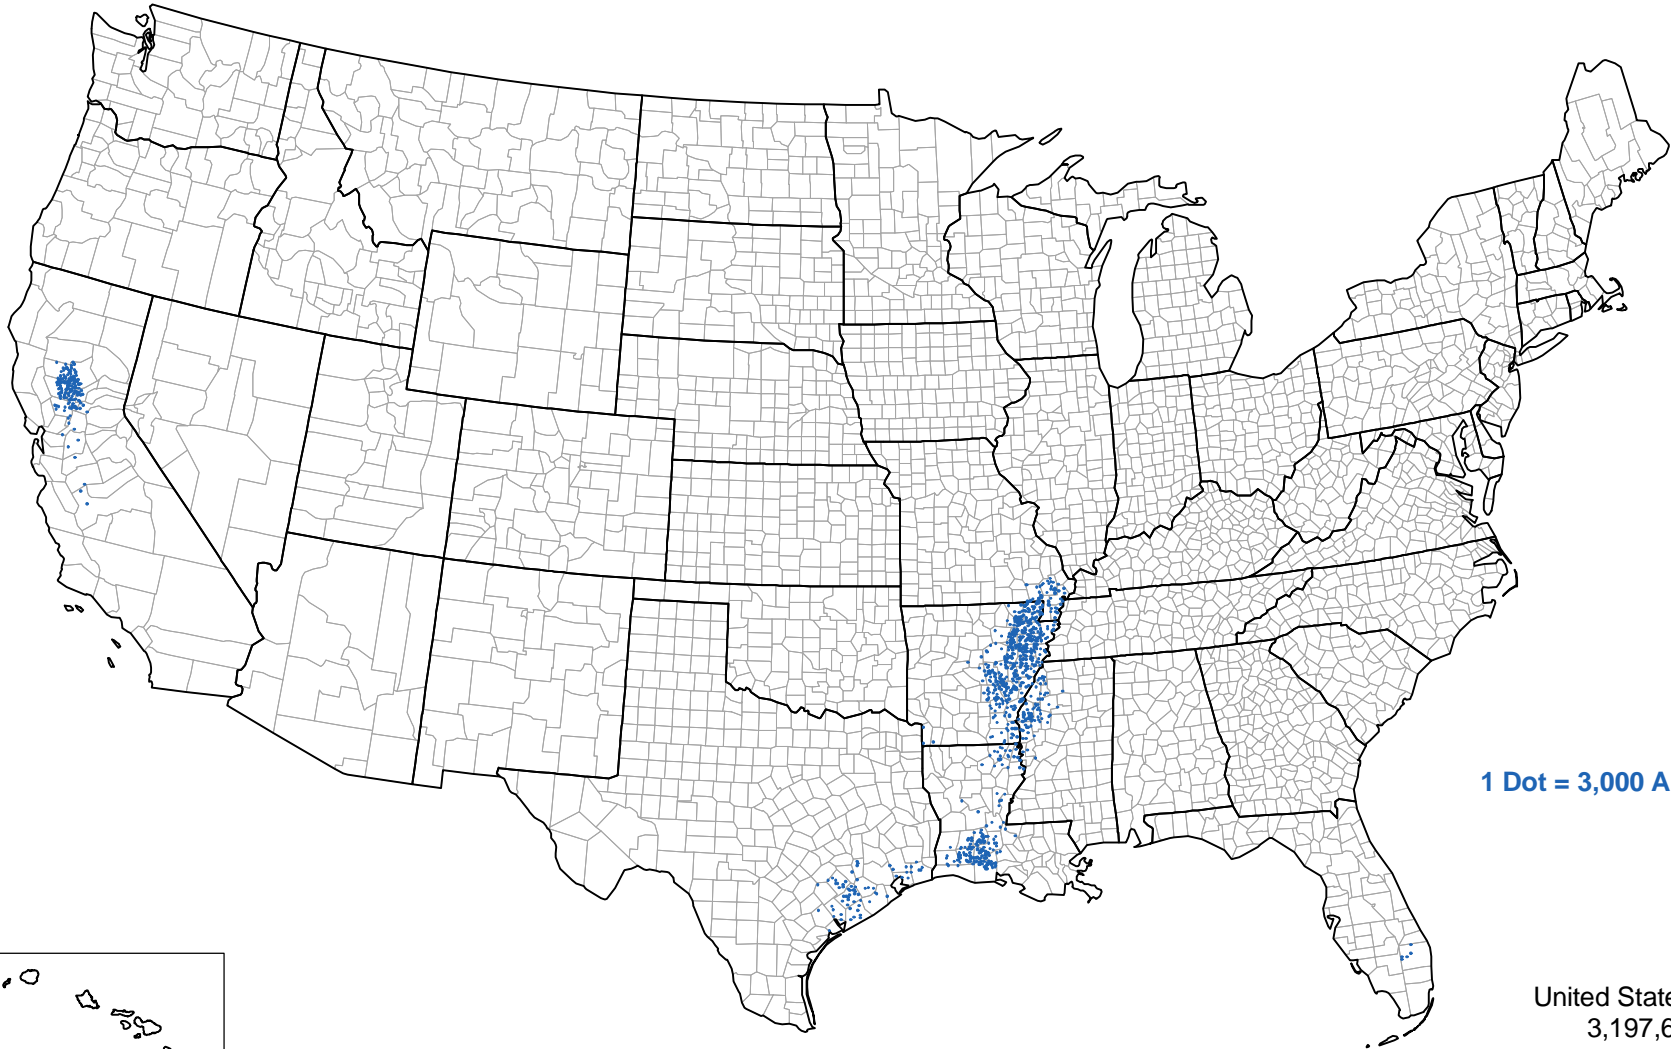 1 Dot = 3,000 A
United State
3,197,6